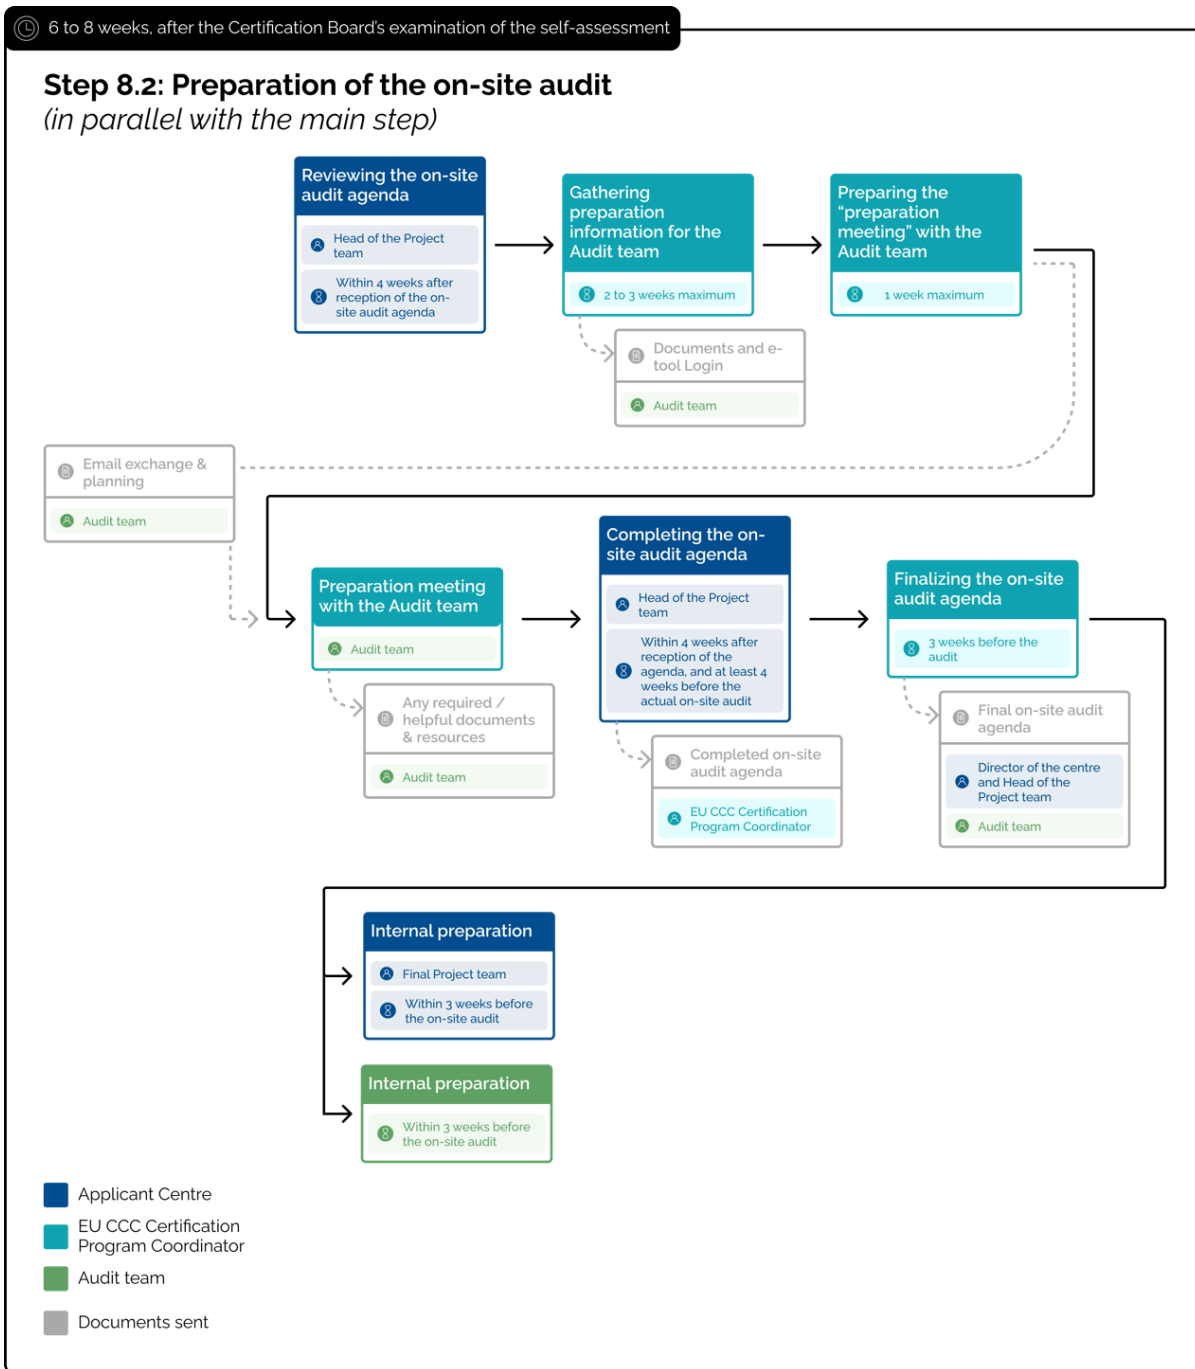 6 to 8 weeks, after the Certification Board's examination of the self-assessment
Step 8.2: Preparation of the on-site audit
(in parallel with the main step)
Reviewing the on-site
audit agenda
Head of the Project
team
Within 4 weeks after
reception of the on-
site audit agenda
Gathering
preparation
information for the
Audit team
2 to 3 weeks maximum
Documents and e-
tool Login
Audit team
Preparing the
"preparation
meeting" with the
Audit team
1 week maximum
Email exchange &
planning
Audit team
Preparation meeting
with the Audit team
Audit team
Any required /
helpful documents
& resources
Audit team
Completing the on-
site audit agenda
Head of the Project
team
Within 4 weeks after
reception of the
agenda, and at least 4
weeks before the
actual on-site audit
Completed on-site
audit agenda
EU CCC Certification
Program Coordinator
Finalizing the on-site
audit agenda
3 weeks before the
audit
Final on-site audit
agenda
Director of the centre
and Head of the
Project team
Audit team
Internal preparation
Final Project team
Within 3 weeks before
the on-site audit
Internal preparation
Within 3 weeks before
the on-site audit
Applicant Centre
EU CCC Certification
Program Coordinator
Audit team
Documents sent